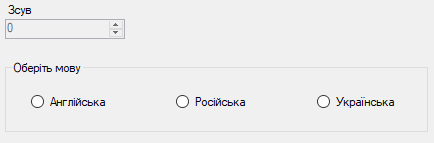 Зсув
0
Оберіть мову
Англійська Російська Українська